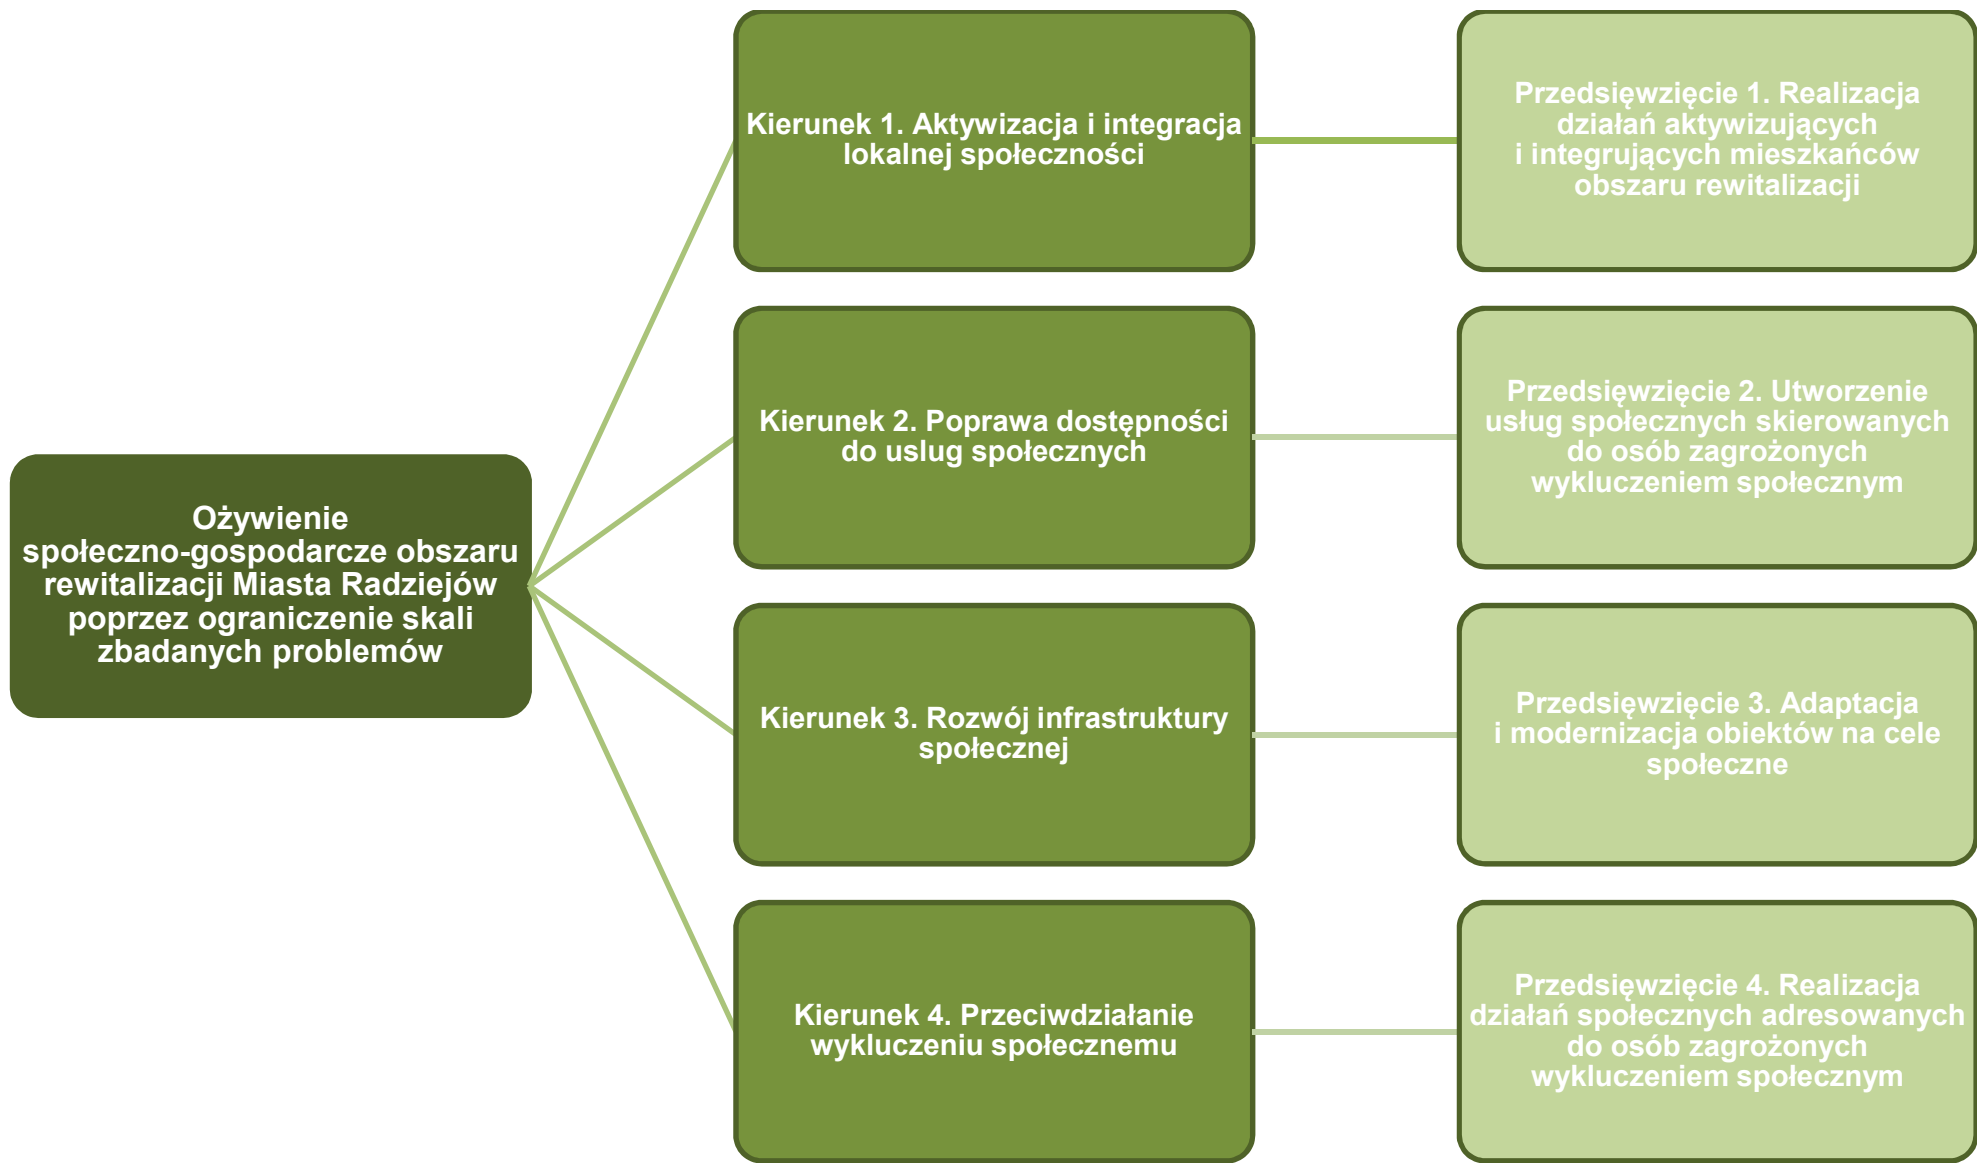 Ożywienie
społeczno-gospodarcze obszaru
rewitalizacji Miasta Radziejów
poprzez ograniczenie skali
zbadanych problemów
Kierunek 1. Aktywizacja i integracja
lokalnej społeczności
Przedsięwzięcie 1. Realizacja
działań aktywizujących
i integrujących mieszkańców
obszaru rewitalizacji
Kierunek 2. Poprawa dostępności
do uslug społecznych
Przedsięwzięcie 2. Utworzenie
usług społecznych skierowanych
do osób zagrożonych
wykluczeniem społecznym
Kierunek 3. Rozwój infrastruktury
społecznej
Przedsięwzięcie 3. Adaptacja
i modernizacja obiektów na cele
społeczne
Kierunek 4. Przeciwdziałanie
wykluczeniu społecznemu
Przedsięwzięcie 4. Realizacja
działań społecznych adresowanych
do osób zagrożonych
wykluczeniem społecznym